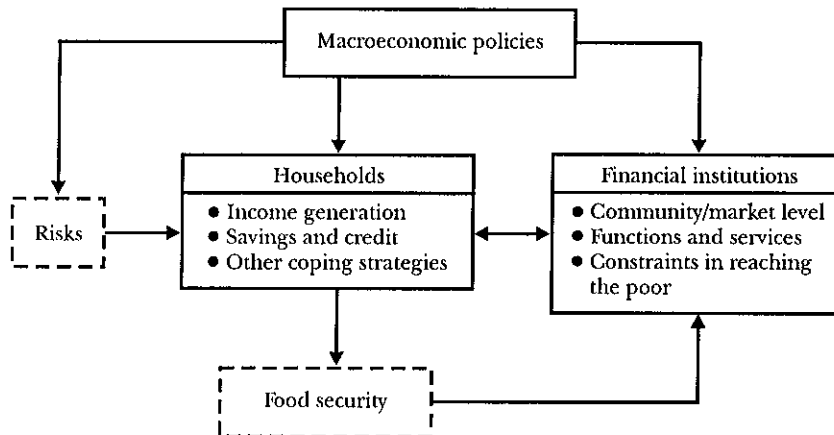 Macroeconomic policies
Households
● Income generation
● Savings and credit
● Other coping strategies
Financial institutions
● Community/market level
● Functions and services
● Constraints in reaching
the poor
Risks
Food security